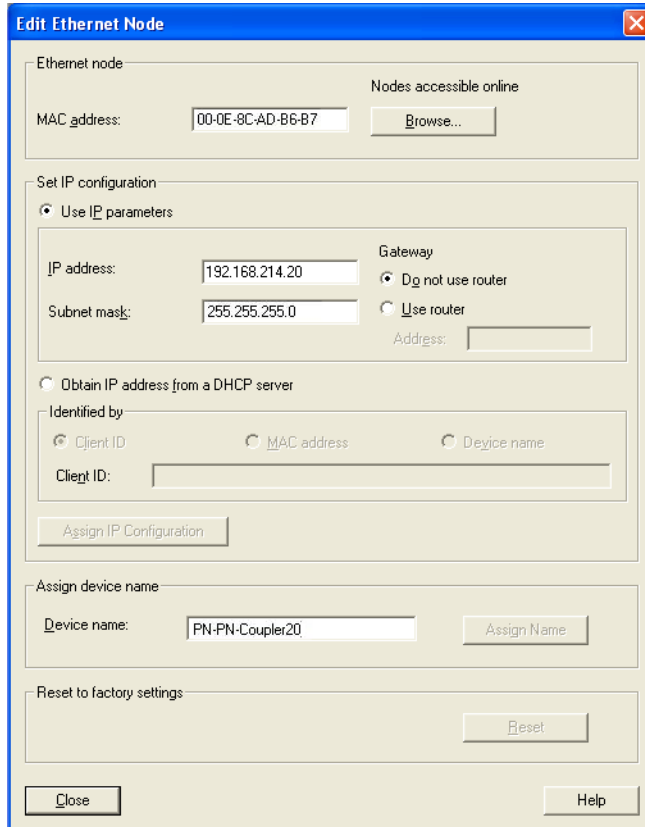 Edit Ethernet Node
Ethernet node
Nodes accessible online
MAC address: 00-0E-8C-AD-B6-B7 Browse...
Set IP configuration
Use IP parameters
Gateway
IP address: 192.168.214.20 Do not use router
Subnet mask: 255.255.255.0 Use router
Address:
Obtain IP address from a DHCP server
Identified by
Client ID MAC address Device name
Client ID:
Assign IP Configuration
Assign device name
Device name: PN-PN-Coupler20 Assign Name
Reset to factory settings
Reset
Close Help